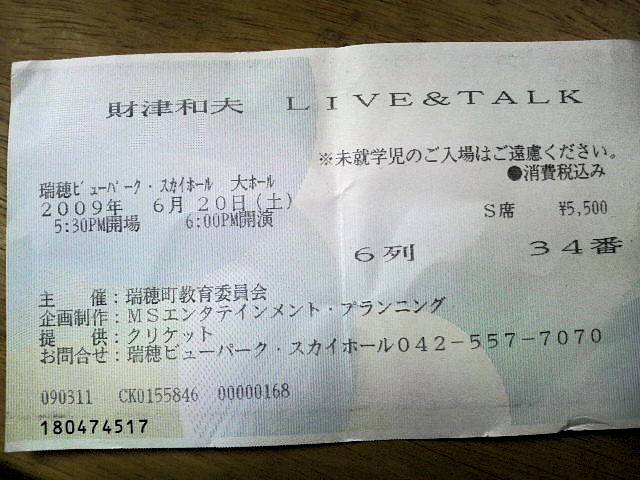 財津和夫 LIVE&TALK
※未就学児のご入場はご遠慮ください。
●消費税込み
瑞穂ビューパーク・スカイホール 大ホール
2009年 6月 20日(土)
5:30PM開場 6:00PM開演
S席 ¥5,500
6列 34番
主 催:瑞穂町教育委員会
企画制作:MSエンタテインメント・プランニング
提 供:クリケット
お問合せ:瑞穂ビューパーク・スカイホール042-557-7070
090311 CK0155846 00000168
180474517